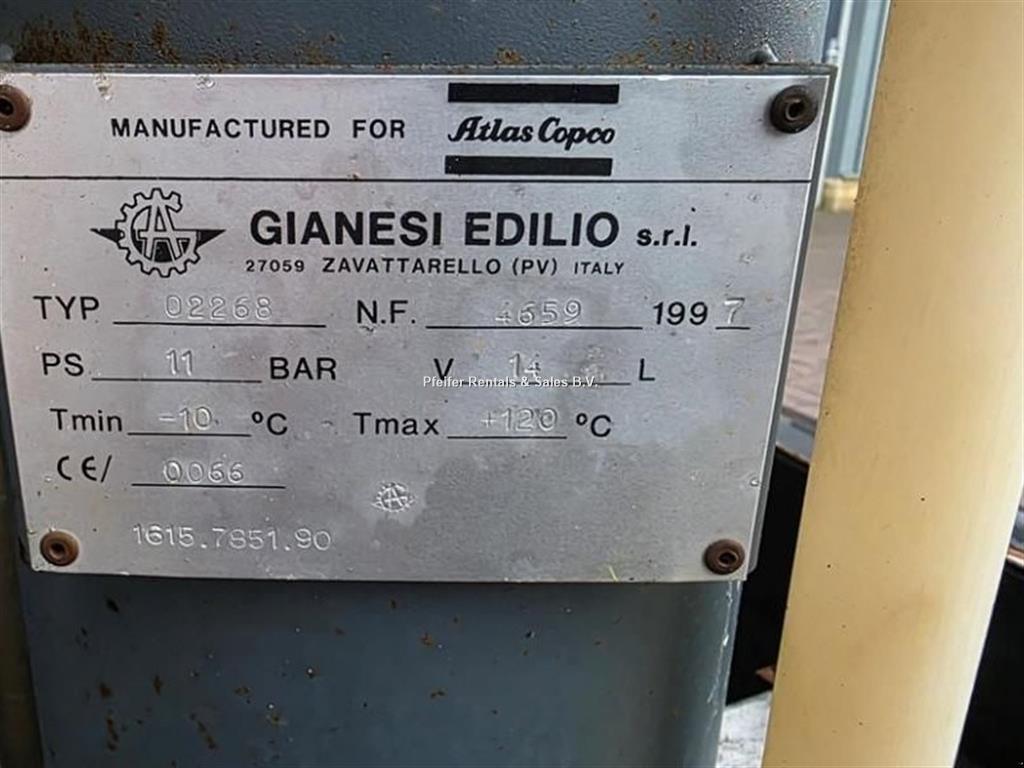 MANUFACTURED FOR Atlas Copco
GIANESI EDILIO s.r.l.
27059 ZAVATTARELLO (PV) ITALY
TYP 02268 N.F. 4659 1997
PS 11 BAR V 14 L
Pfeifer Rentals & Sales B.V.
Tmin -10 °C Tmax +120 °C
CE/ 0066
1615.7851.90